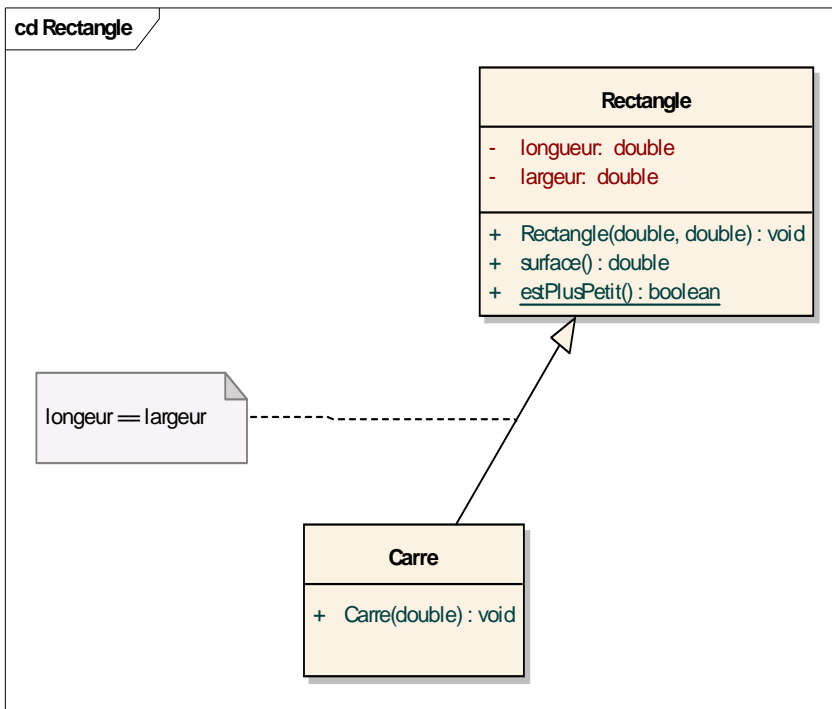 cd Rectangle
Rectangle
- longueur: double
- largeur: double
+ Rectangle(double, double) : void
+ surface() : double
+ estPlusPetit() : boolean
longeur == largeur
Carre
+ Carre(double) : void